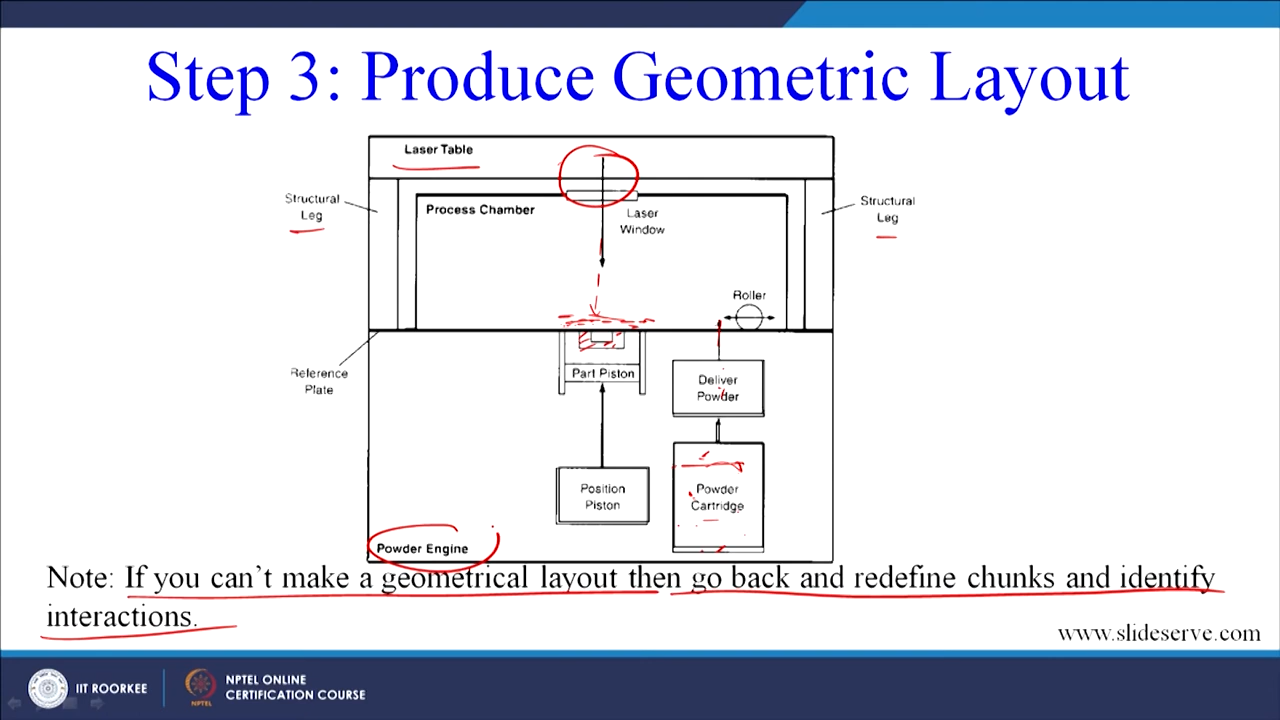 Step 3: Produce Geometric Layout
Laser Table
Structural
Leg
Process Chamber
Laser
Window
Structural
Leg
Roller
Reference
Plate
Part Piston
Deliver
Powder
Position
Piston
Powder
Cartridge
Powder Engine
Note: If you can't make a geometrical layout then go back and redefine chunks and identify
interactions.
www.slideserve.com
IIT ROORKEE
NPTEL
NPTEL ONLINE
CERTIFICATION COURSE